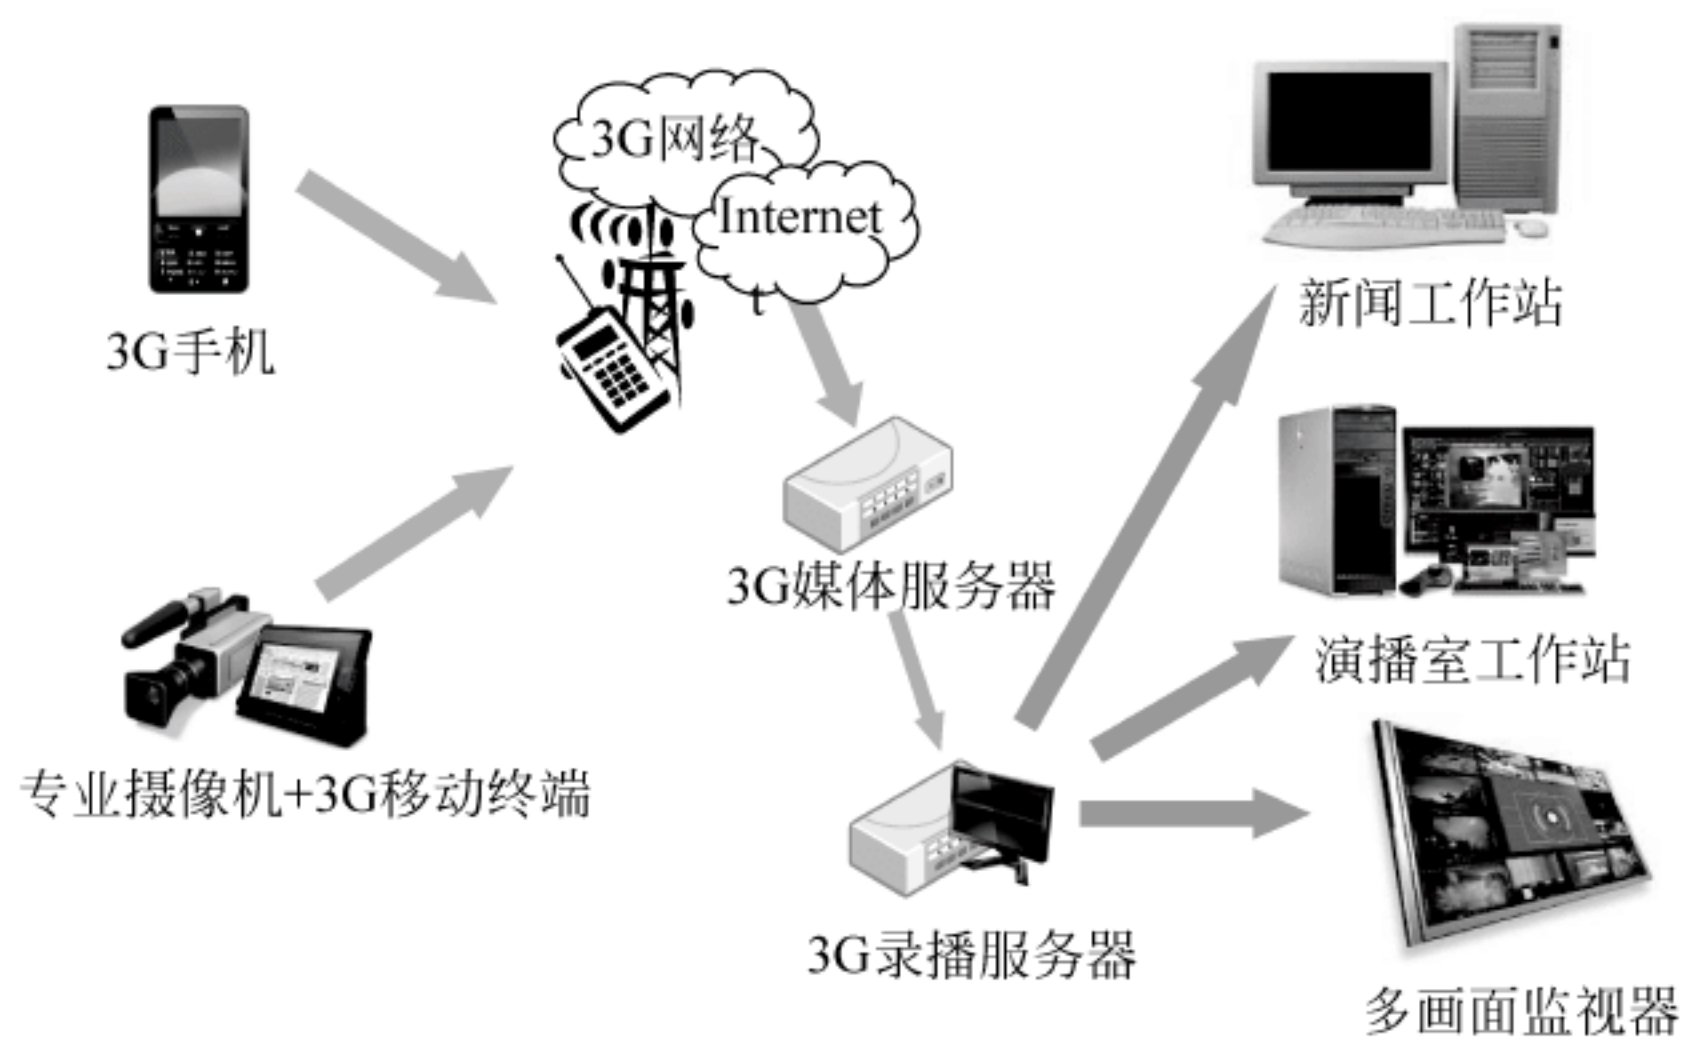 3G网络
Internet
t
3G手机
新闻工作站
3G媒体服务器
演播室工作站
专业摄像机+3G移动终端
3G录播服务器
多画面监视器